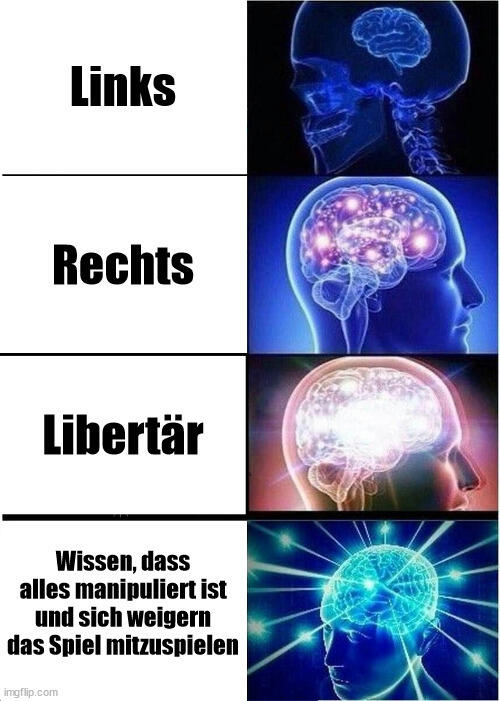 Links
Rechts
Libertär
Wissen, dass
alles manipuliert ist
und sich weigern
das Spiel mitzuspielen
imgflip.com